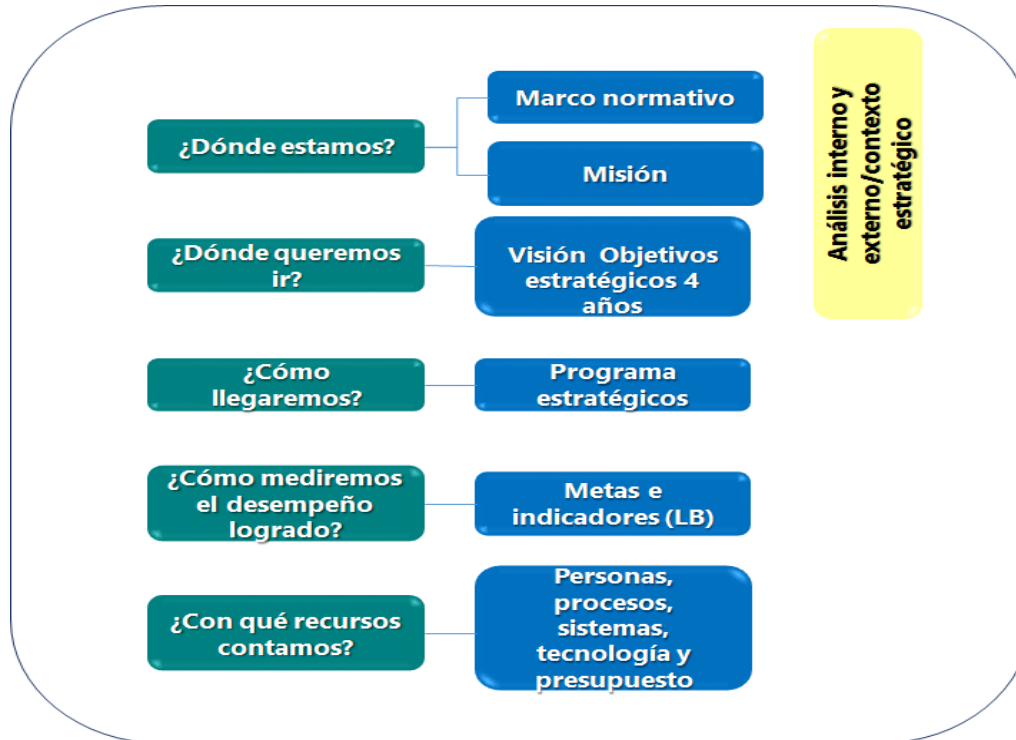 ¿Dónde estamos?
Marco normativo
Misión
¿Dónde queremos
ir?
Visión  Objetivos
estratégicos 4
años
¿Cómo
llegaremos?
Programa
estratégicos
¿Cómo mediremos
el desempeño
logrado?
Metas e
indicadores (LB)
¿Con qué recursos
contamos?
Personas,
procesos,
sistemas,
tecnología y
presupuesto
Análisis interno y
externo/contexto
estratégico